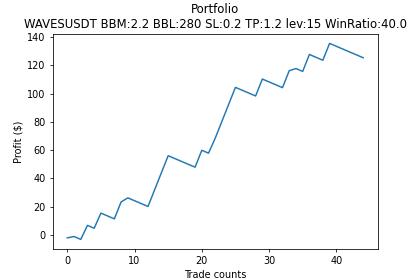 Portfolio
WAVESUSDT BBM:2.2 BBL:280 SL:0.2 TP:1.2 lev:15 WinRatio:40.0
140
120
100
80
60
40
20
0
Profit ($)
0 10 20 30 40
Trade counts